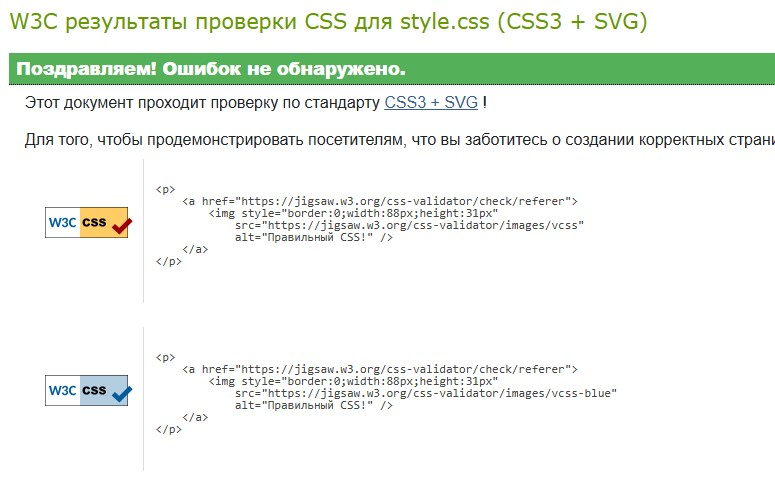 W3C результаты проверки CSS для style.css (CSS3 + SVG)
Поздравляем! Ошибок не обнаружено.
Этот документ проходит проверку по стандарту CSS3 + SVG !
Для того, чтобы продемонстрировать посетителям, что вы заботитесь о создании корректных страни
W3C css
<p>
    <a href="https://jigsaw.w3.org/css-validator/check/referer">
        <img style="border:0;width:88px;height:31px"
            src="https://jigsaw.w3.org/css-validator/images/vcss"
            alt="Правильный CSS!" />
    </a>
</p>
W3C css
<p>
    <a href="https://jigsaw.w3.org/css-validator/check/referer">
        <img style="border:0;width:88px;height:31px"
            src="https://jigsaw.w3.org/css-validator/images/vcss-blue"
            alt="Правильный CSS!" />
    </a>
</p>